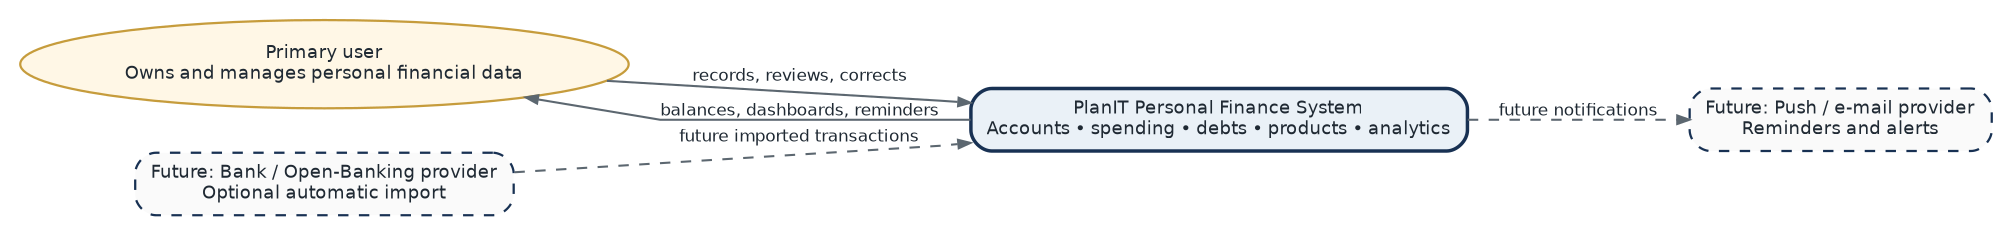 Primary user
Owns and manages personal financial data
records, reviews, corrects
balances, dashboards, reminders
future imported transactions
Future: Bank / Open-Banking provider
Optional automatic import
PlanIT Personal Finance System
Accounts • spending • debts • products • analytics
future notifications
Future: Push / e-mail provider
Reminders and alerts